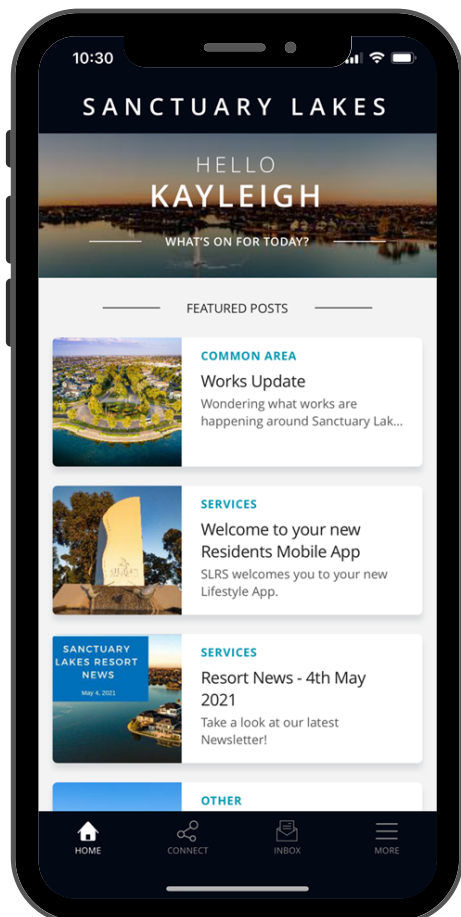 10:30
SANCTUARY LAKES
HELLO
KAYLEIGH
WHAT'S ON FOR TODAY?
FEATURED POSTS
COMMON AREA
Works Update
Wondering what works are
happening around Sanctuary Lak...
SERVICES
Welcome to your new
Residents Mobile App
SLRS welcomes you to your new
Lifestyle App.
SANCTUARY
LAKES RESORT
NEWS
May 4, 2021
SERVICES
Resort News - 4th May
2021
Take a look at our latest
Newsletter!
OTHER
HOME
CONNECT
INBOX
MORE